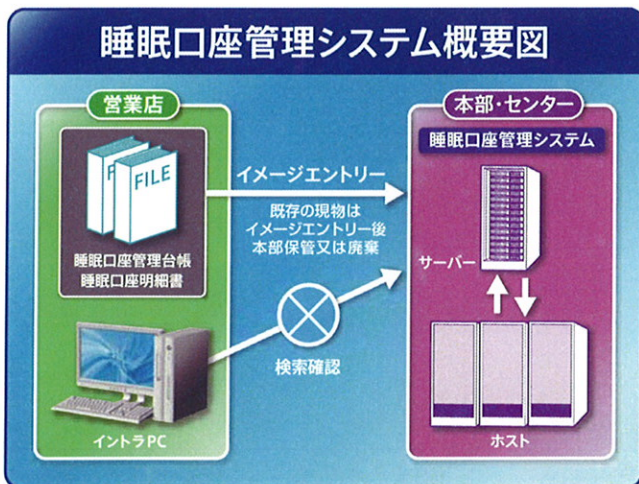 睡眠口座管理システム概要図
営業店
FILE
睡眠口座管理台帳
睡眠口座明細書
イントラPC
イメージエントリー
既存の現物は
イメージエントリー後
本部保管又は廃棄
検索確認
本部・センター
睡眠口座管理システム
サーバー
ホスト